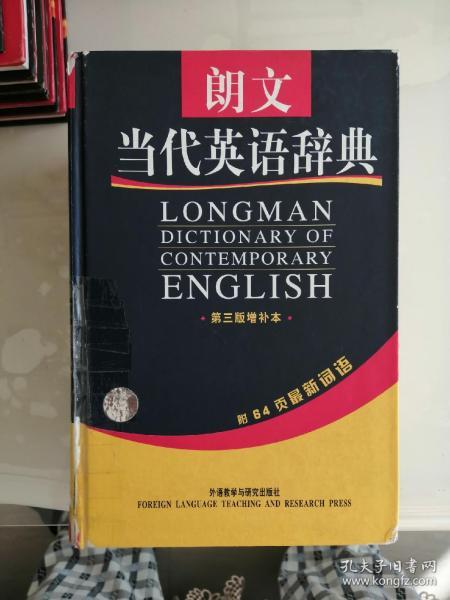 朗文
当代英语辞典
LONGMAN
DICTIONARY OF
CONTEMPORARY
ENGLISH
·第三版增补本·
附64页最新词语
外语教学与研究出版社
FOREIGN LANGUAGE TEACHING AND RESEARCH PRESS
孔夫子旧书网
www.kongfz.com